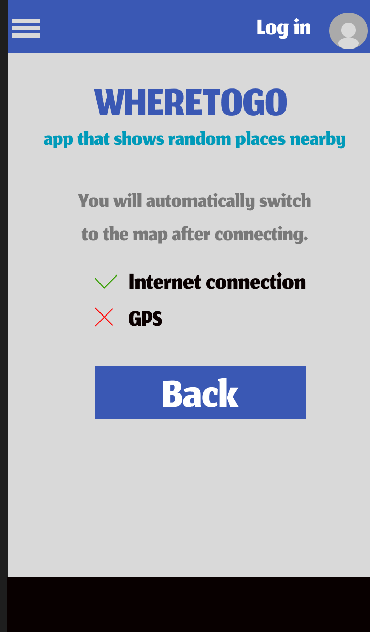 Log in
WHERETOGO
app that shows random places nearby
You will automatically switch
to the map after connecting.
Internet connection
GPS
Back